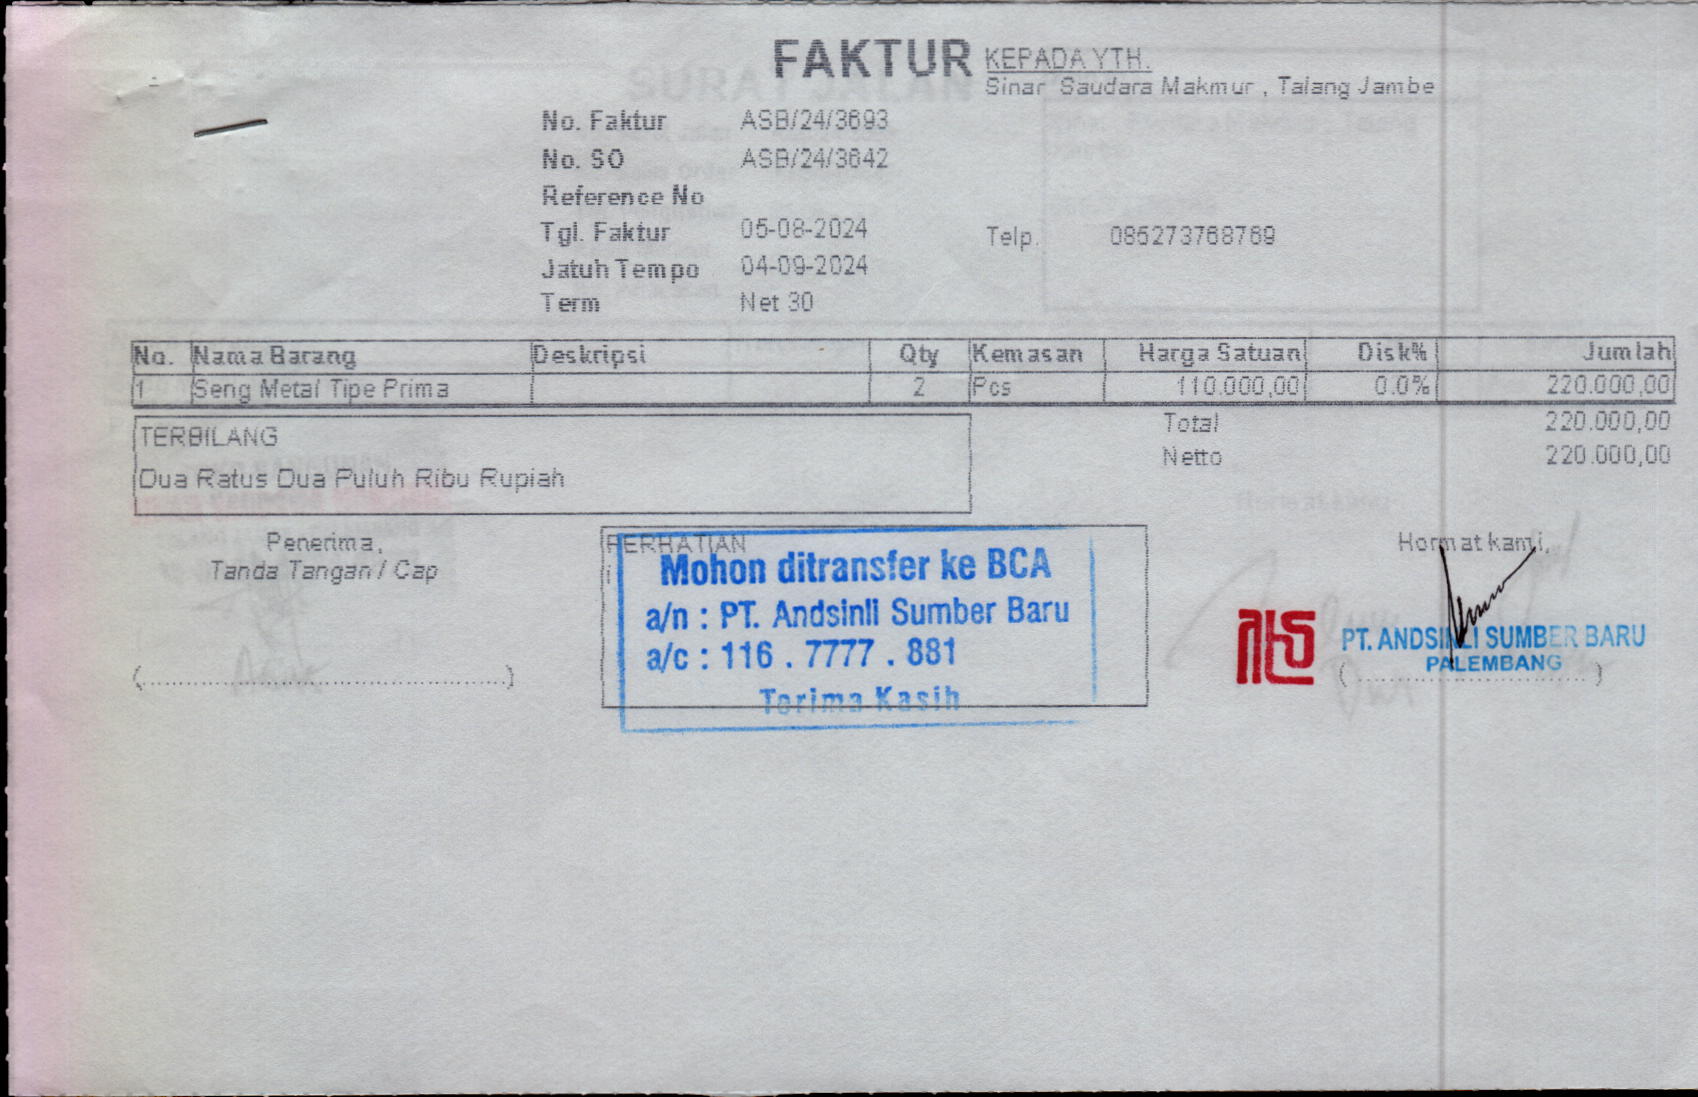 FAKTUR
KEPADA YTH.
Sinar Saudara Makmur , Talang Jambe
No. Faktur ASB/24/3693
No. SO ASB/24/3642
Reference No
Tgl. Faktur 05-08-2024
Telp. 085273768769
Jatuh Tempo 04-09-2024
Term Net 30
No. Nama Barang Deskripsi Qty Kemasan Harga Satuan Disk% Jumlah
1 Seng Metal Tipe Prima 2 Pcs 110.000,00 0.0% 220.000,00
Total 220.000,00
Netto 220.000,00
TERBILANG
Dua Ratus Dua Puluh Ribu Rupiah
Penerima,
Tanda Tangan / Cap
(..............................................)
PERHATIAN
Mohon ditransfer ke BCA
a/n : PT. Andsinli Sumber Baru
a/c : 116 . 7777 . 881
Terima Kasih
Hormat kami,
PT. ANDSINLI SUMBER BARU
PALEMBANG
(..............................)